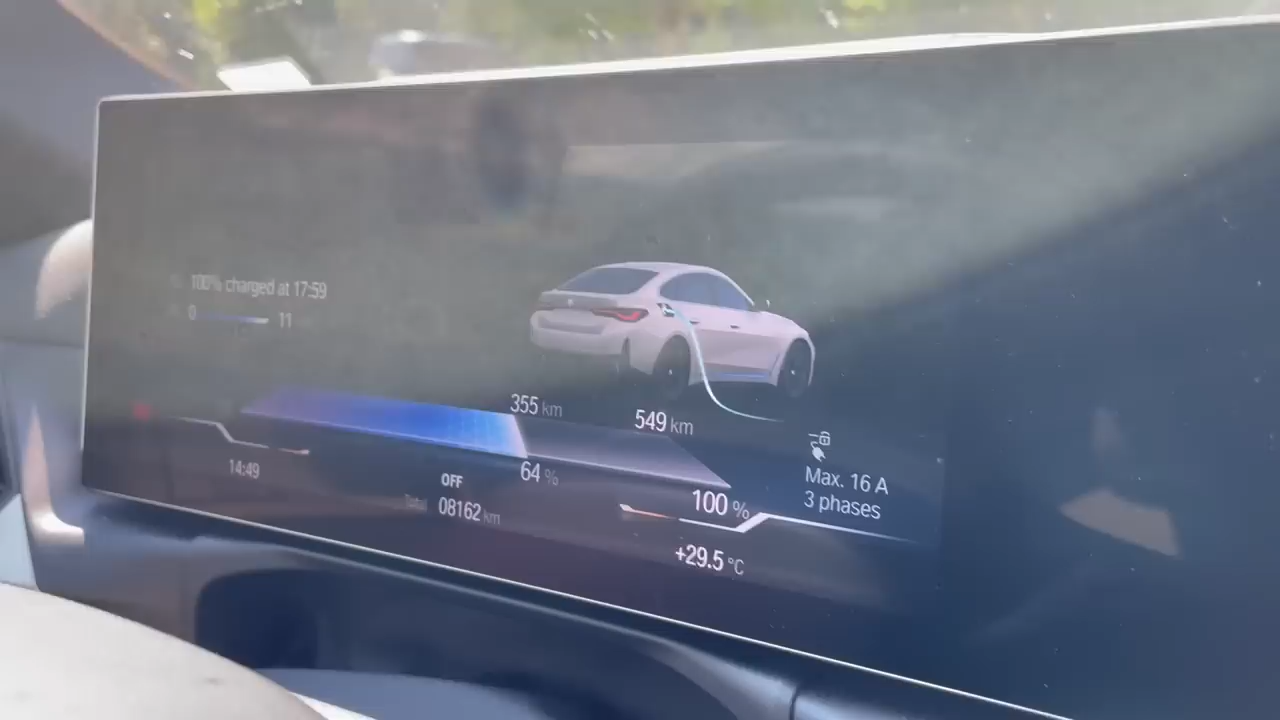 100% charged at 17:59
0 11
355 km
549 km
64 %
100 %
Max. 16 A
3 phases
14:49
OFF
Total 08162 km
+29.5 °C